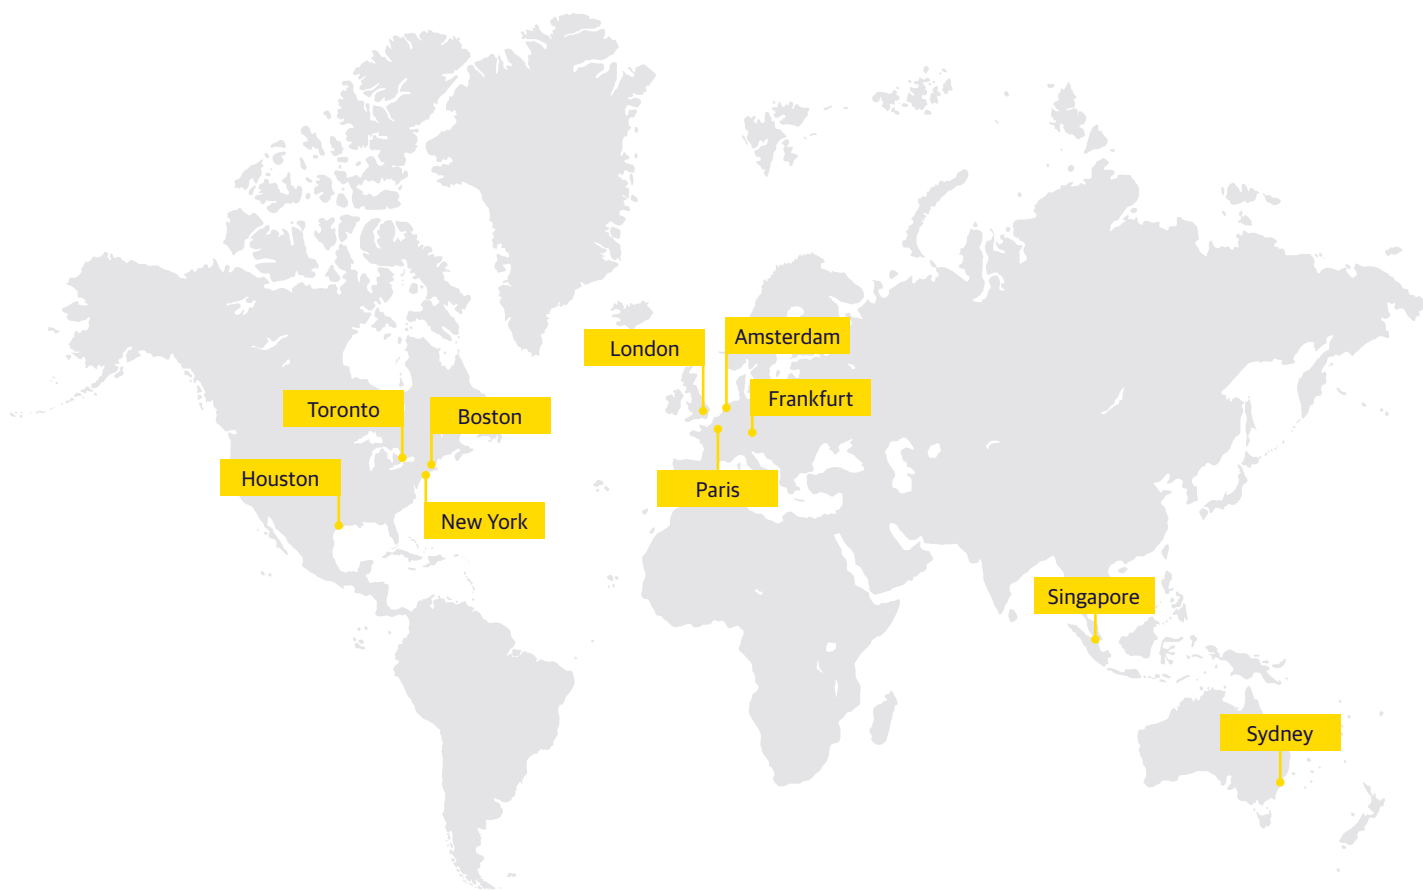 Amsterdam
London
Frankfurt
Toronto
Boston
Houston
Paris
New York
Singapore
Sydney